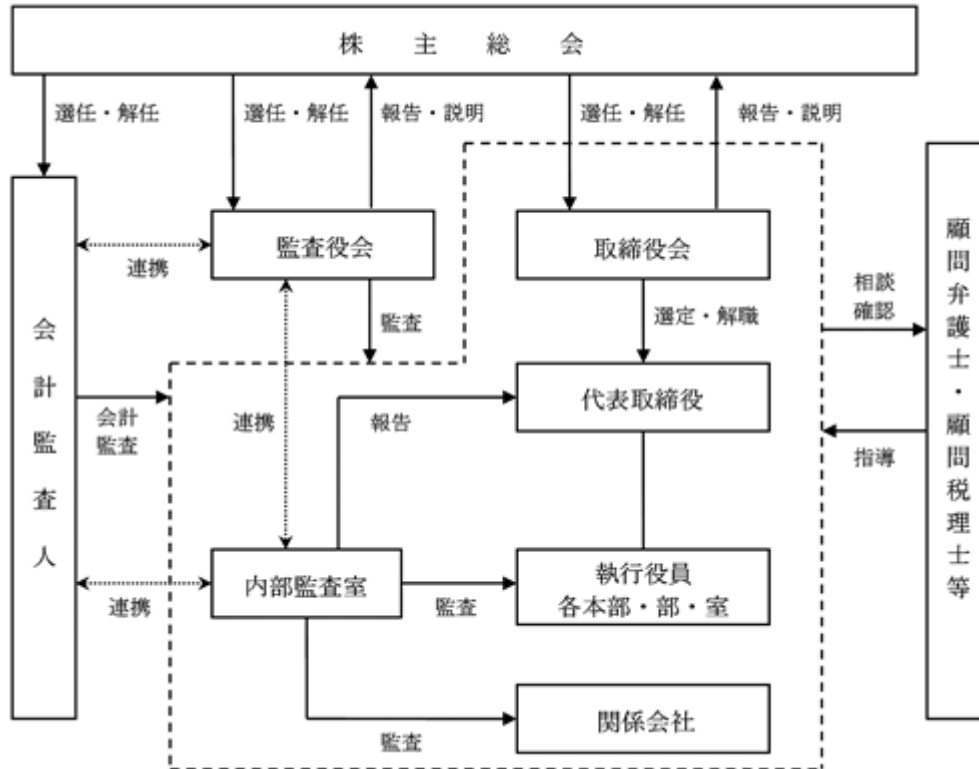 株主総会
選任・解任
選任・解任
報告・説明
選任・解任
報告・説明
会計監査人
監査役会
取締役会
顧問弁護士・顧問税理士等
連携
監査
選定・解職
相談
確認
会計
監査
連携
報告
代表取締役
指導
内部監査室
連携
監査
執行役員
各本部・部・室
監査
関係会社